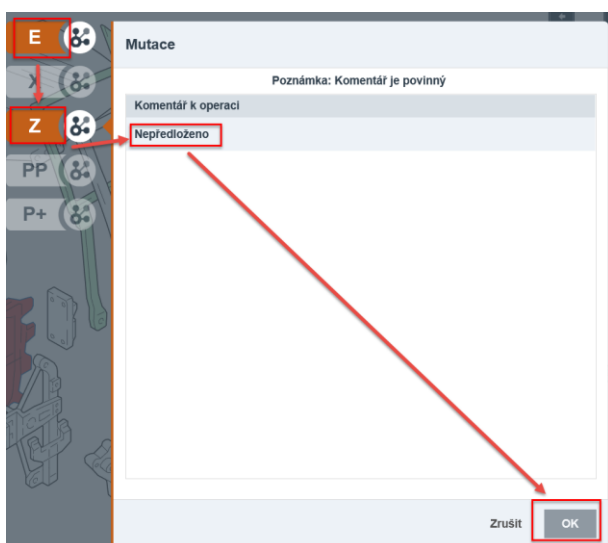 E
X
Z
PP
P+
Mutace
Poznámka: Komentář je povinný
Komentář k operaci
Nepředloženo
Zrušit
OK